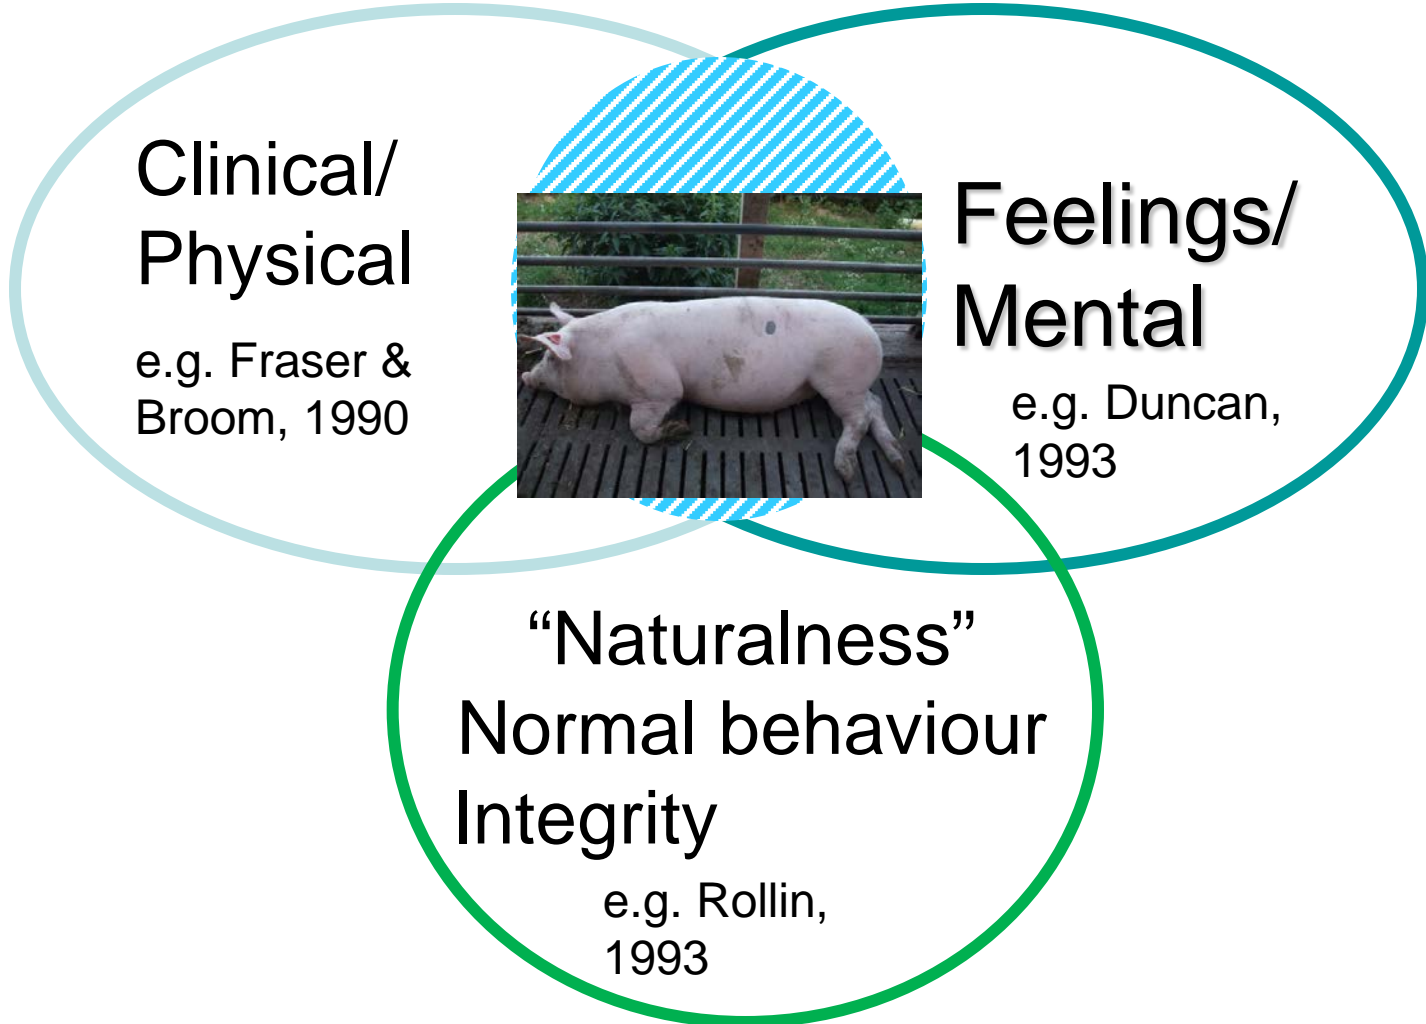 Clinical/
Physical
e.g. Fraser &
Broom, 1990
Feelings/
Mental
e.g. Duncan,
1993
“Naturalness”
Normal behaviour
Integrity
e.g. Rollin,
1993